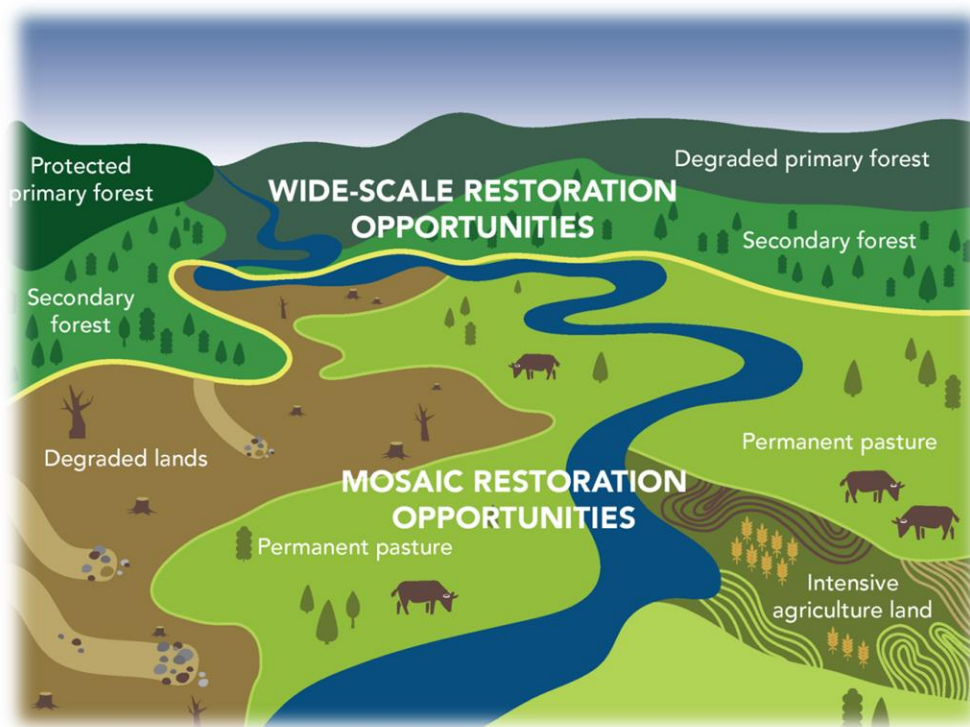 Protected
primary forest
Degraded primary forest
WIDE-SCALE RESTORATION
OPPORTUNITIES
Secondary forest
Secondary
forest
Degraded lands
Permanent pasture
MOSAIC RESTORATION
OPPORTUNITIES
Permanent pasture
Intensive
agriculture land